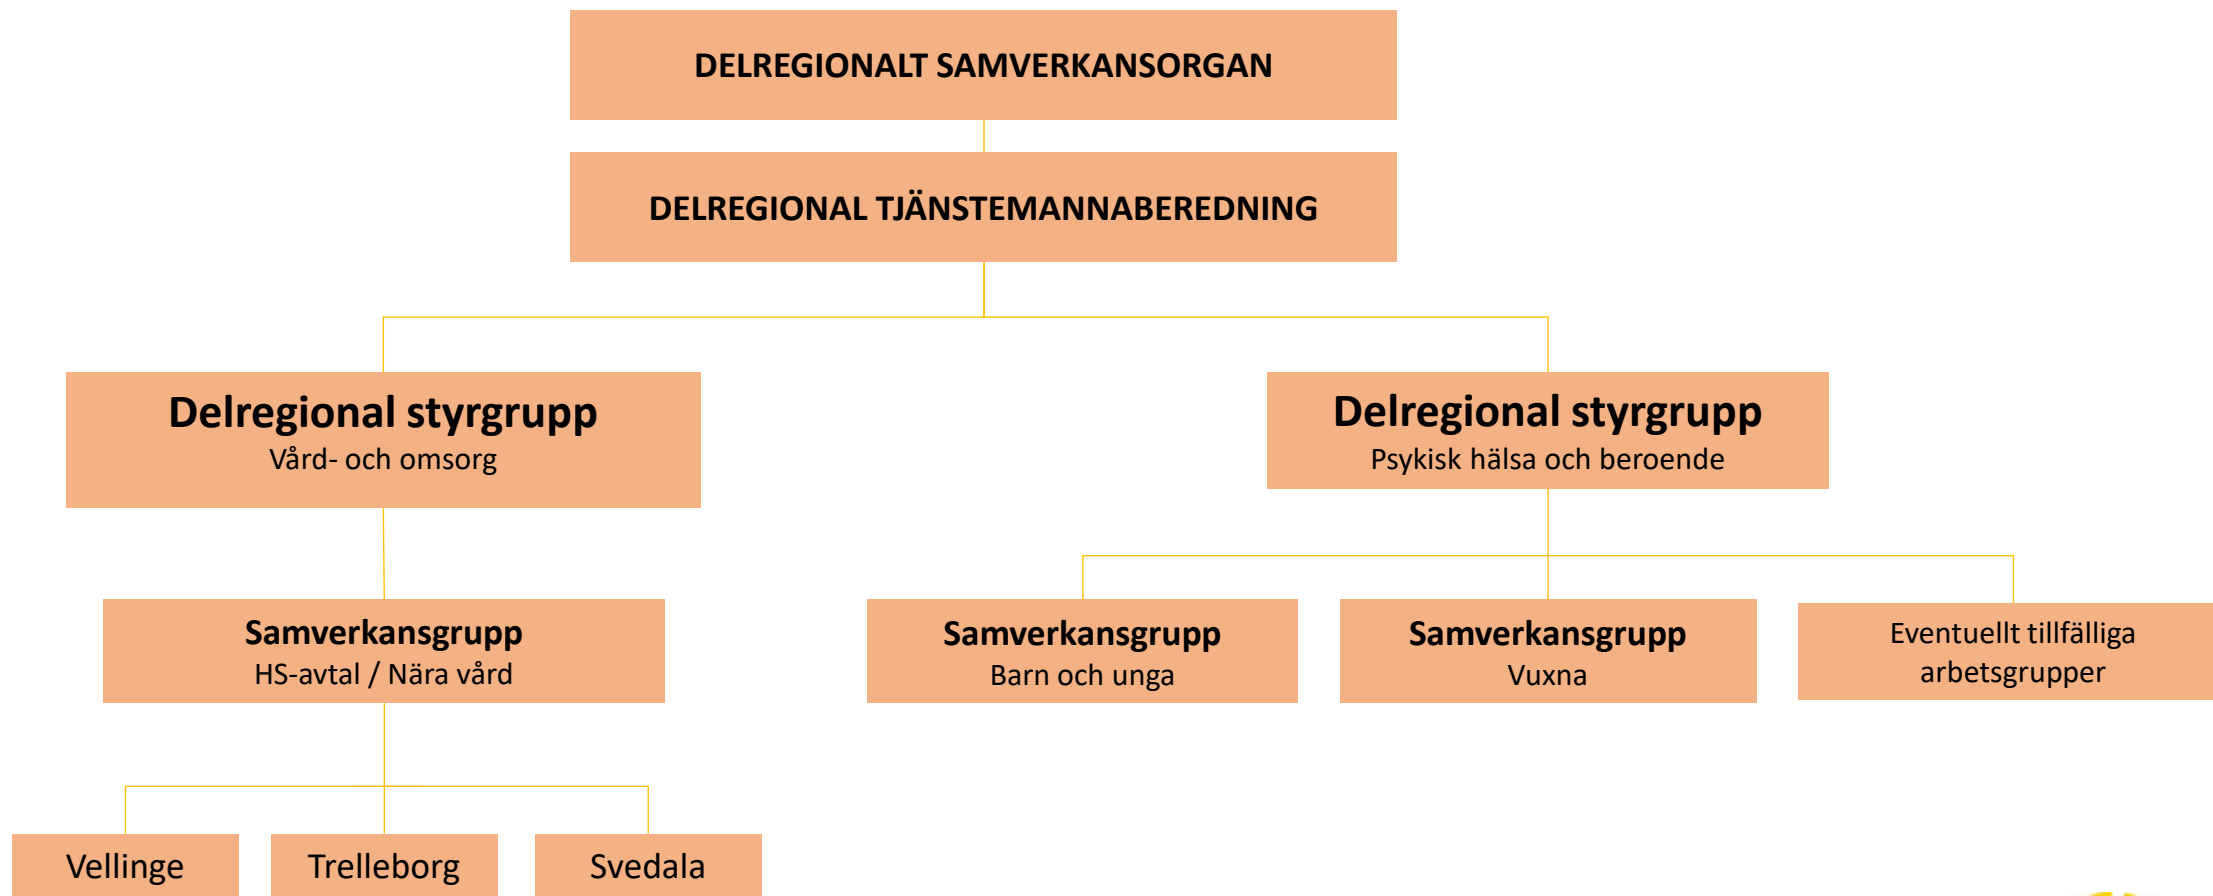 DELREGIONALT SAMVERKANSORGAN
DELREGIONAL TJÄNSTEMANNABEREDNING
Delregional styrgrupp
Vård- och omsorg
Delregional styrgrupp
Psykisk hälsa och beroende
Samverkansgrupp
HS-avtal / Nära vård
Samverkansgrupp
Barn och unga
Samverkansgrupp
Vuxna
Eventuellt tillfälliga
arbetsgrupper
Vellinge
Trelleborg
Svedala